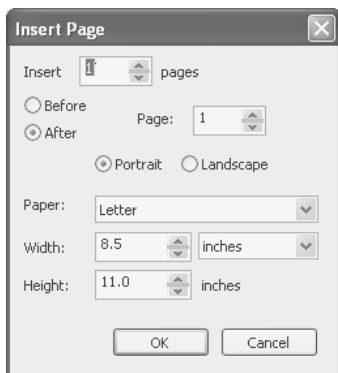 Insert Page
Insert 1 pages
Before
After
Page: 1
Portrait Landscape
Paper: Letter
Width: 8.5 inches
Height: 11.0 inches
OK Cancel